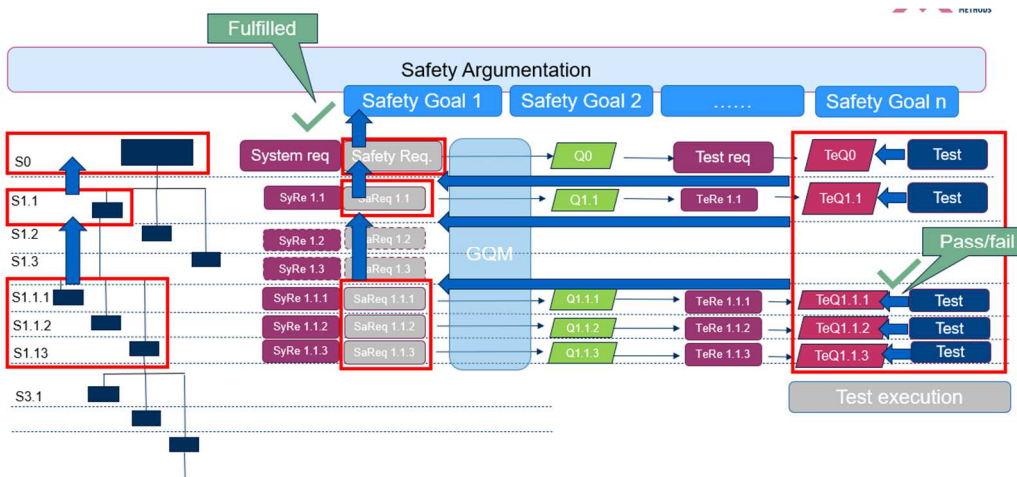 METHODS
Fulfilled
Safety Argumentation
Safety Goal 1
Safety Goal 2
......
Safety Goal n
S0
System req
Safety Req.
Q0
Test req
TeQ0
Test
S1.1
SyRe 1.1
SaReq 1.1
Q1.1
TeRe 1.1
TeQ1.1
Test
S1.2
SyRe 1.2
SaReq 1.2
S1.3
SyRe 1.3
SaReq 1.3
GQM
Pass/fail
S1.1.1
SyRe 1.1.1
SaReq 1.1.1
Q1.1.1
TeRe 1.1.1
TeQ1.1.1
Test
S1.1.2
SyRe 1.1.2
SaReq 1.1.2
Q1.1.2
TeRe 1.1.2
TeQ1.1.2
Test
S1.13
SyRe 1.1.3
SaReq 1.1.3
Q1.1.3
TeRe 1.1.3
TeQ1.1.3
Test
S3.1
Test execution